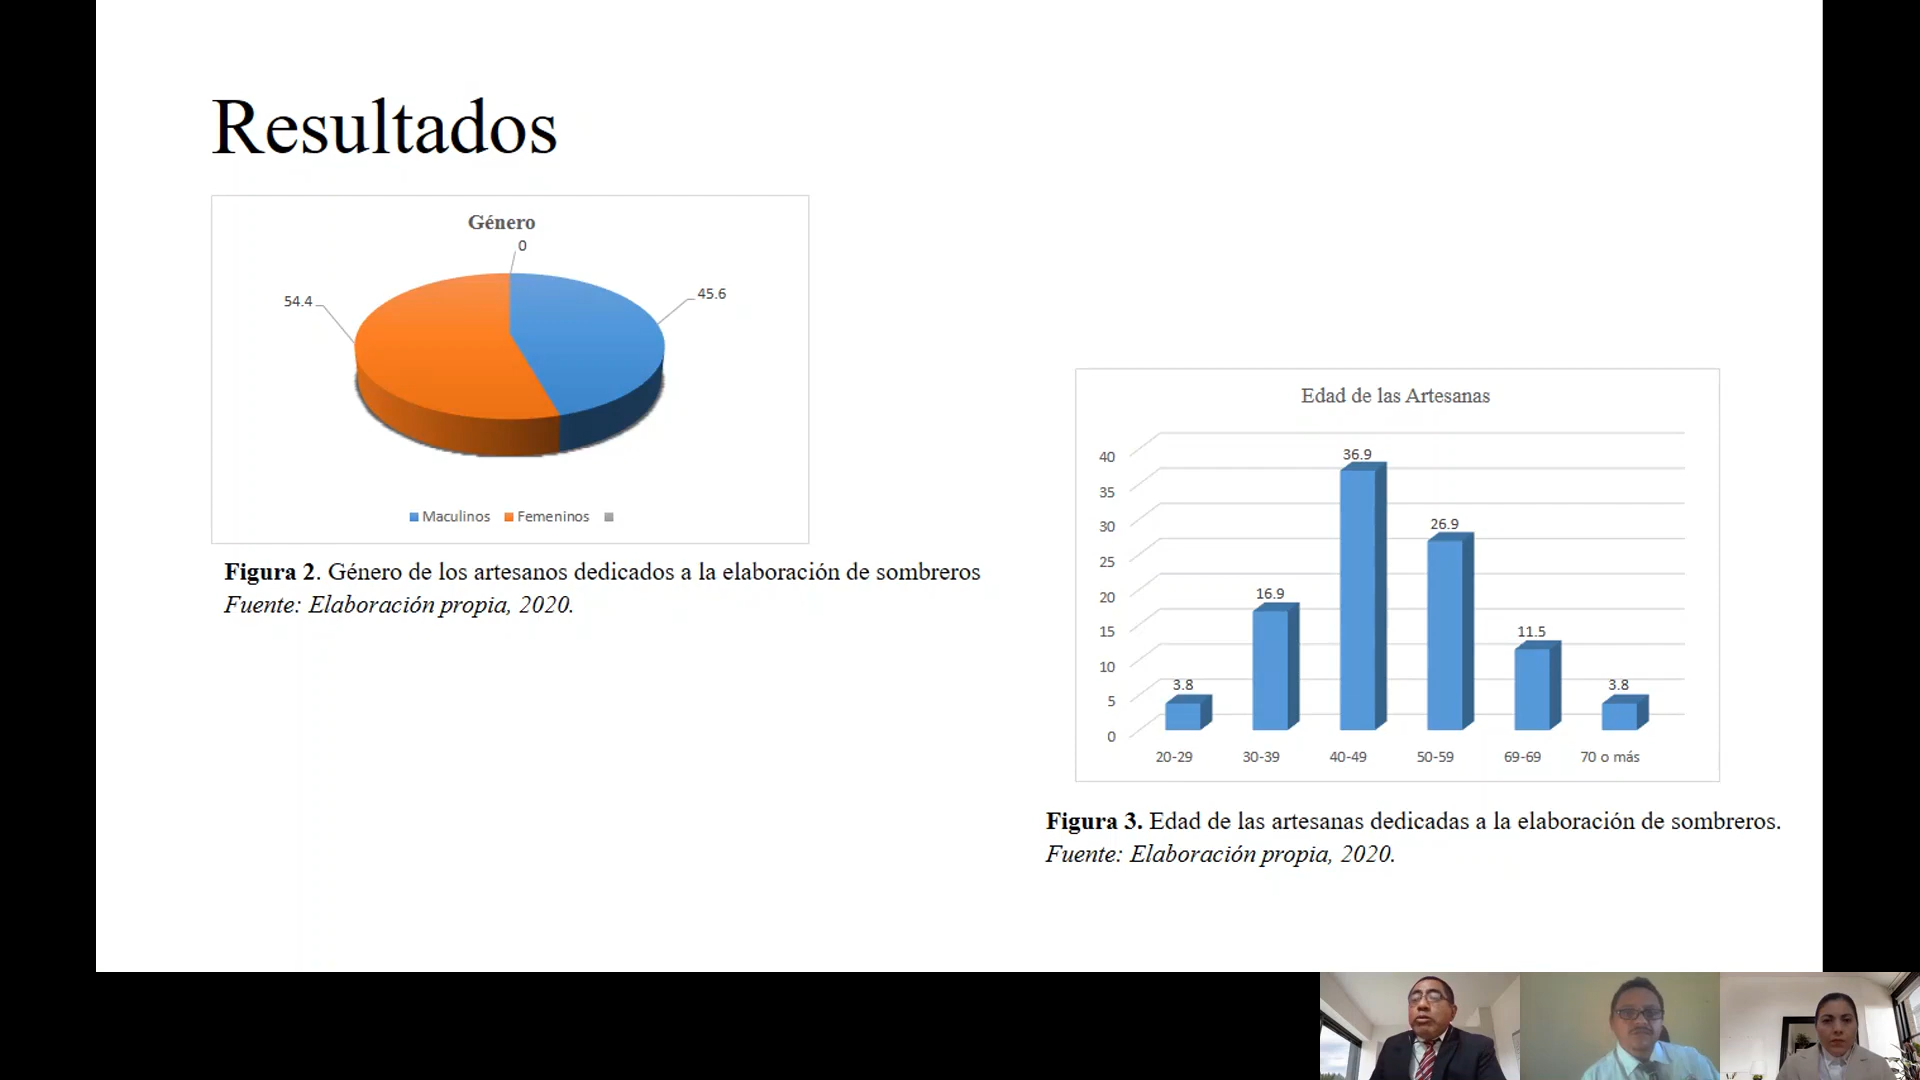 Resultados
Género
0
54.4
45.6
Maculinos Femeninos
Figura 2. Género de los artesanos dedicados a la elaboración de sombreros
Fuente: Elaboración propia, 2020.
Edad de las Artesanas
40
35
30
25
20
15
10
5
0
3.8
16.9
36.9
26.9
11.5
3.8
20-29 30-39 40-49 50-59 69-69 70 o más
Figura 3. Edad de las artesanas dedicadas a la elaboración de sombreros.
Fuente: Elaboración propia, 2020.